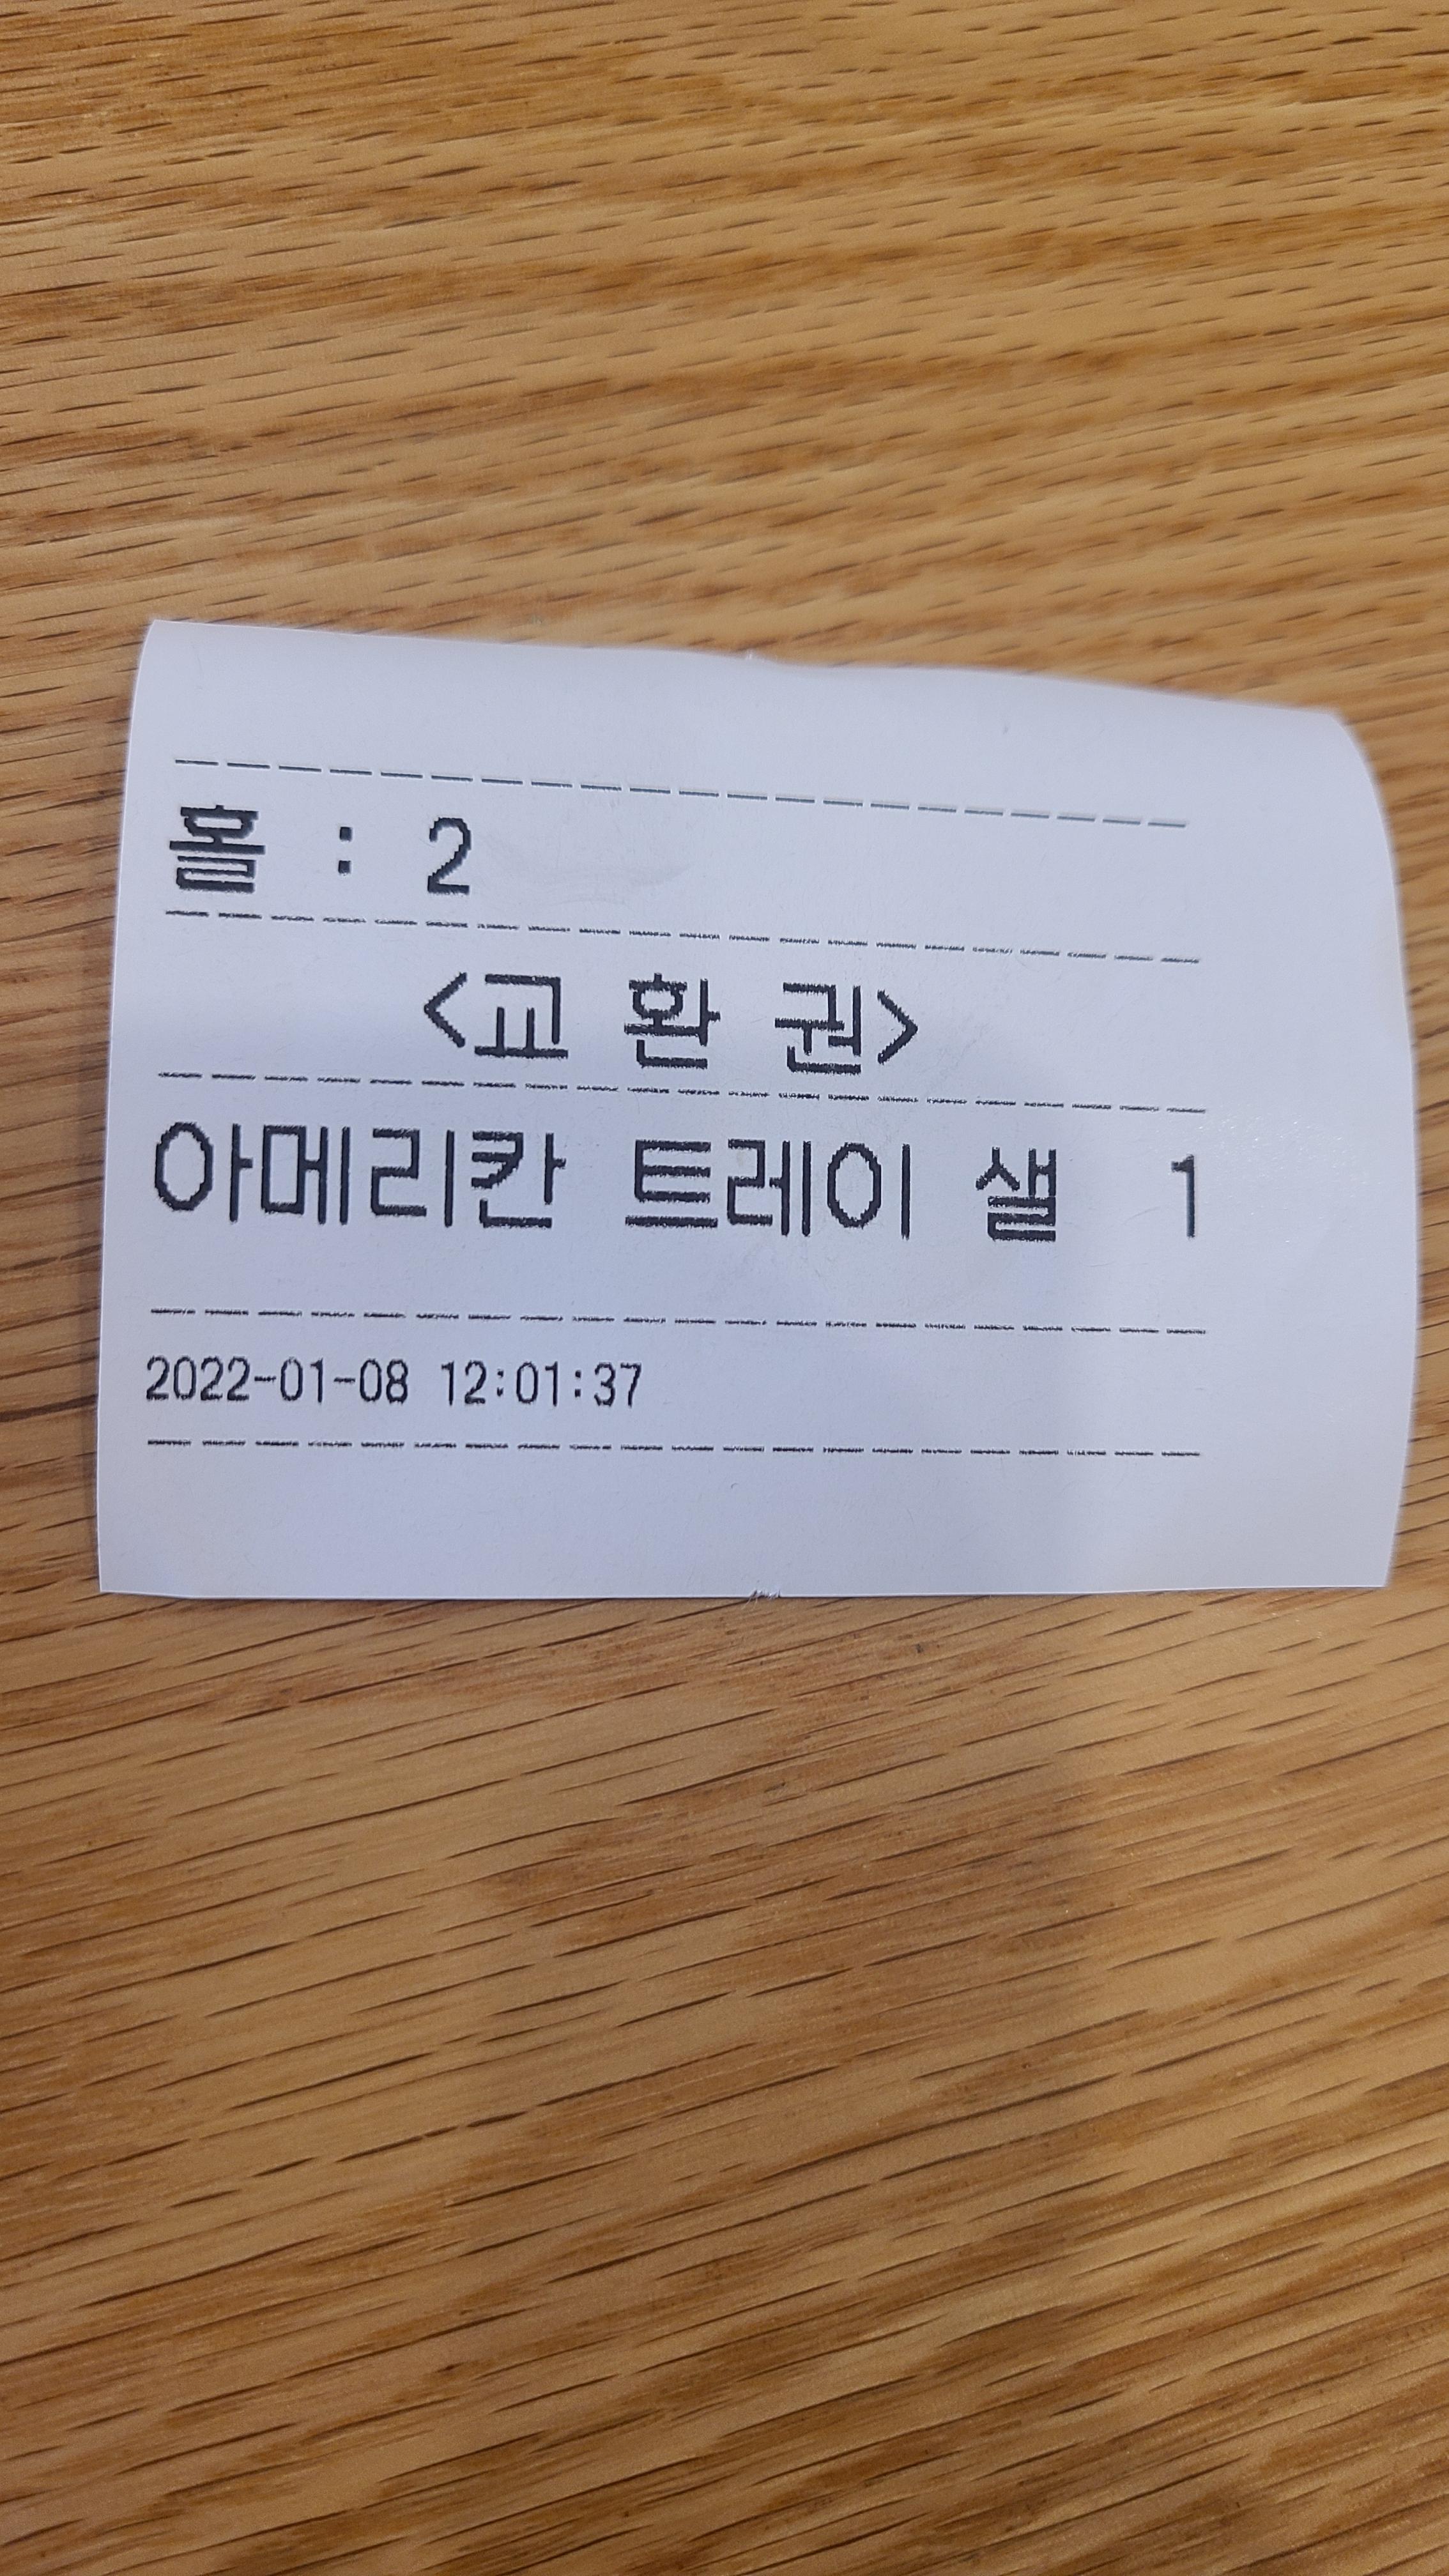 홀 : 2
<교 환 권>
아메리칸 트레이 샐 1
2022-01-08 12:01:37